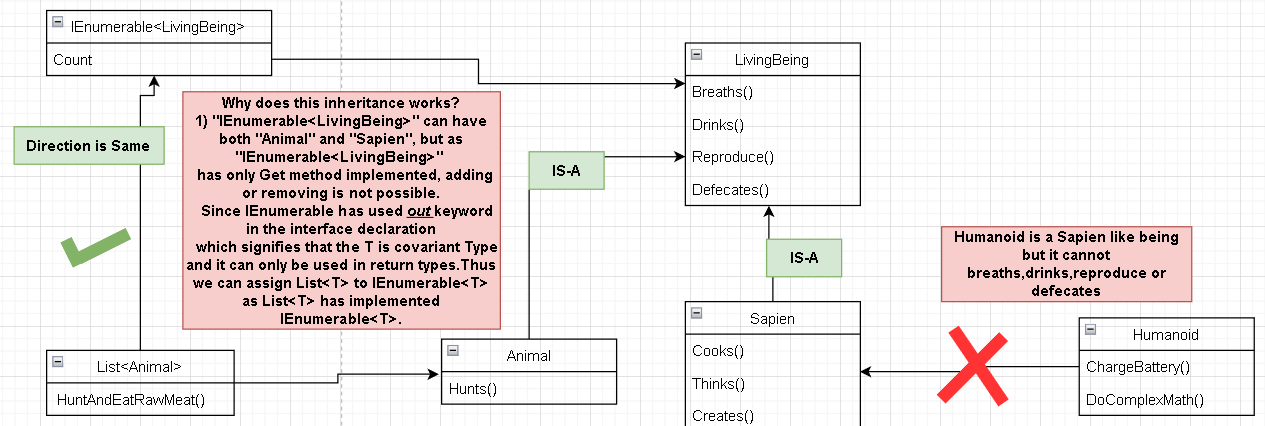 IEnumerable<LivingBeing>
Count
Direction is Same
Why does this inheritance works?
1) "IEnumerable<LivingBeing>" can have
both "Animal" and "Sapien", but as
"IEnumerable<LivingBeing>"
has only Get method implemented, adding
or removing is not possible.
Since IEnumerable has used out keyword
in the interface declaration
which signifies that the T is covariant Type
and it can only be used in return types.Thus
we can assign List<T> to IEnumerable<T>
as List<T> has implemented
IEnumerable<T>.
List<Animal>
HuntAndEatRawMeat()
IS-A
Animal
Hunts()
LivingBeing
Breaths()
Drinks()
Reproduce()
Defecates()
IS-A
Sapien
Cooks()
Thinks()
Creates()
Humanoid is a Sapien like being
but it cannot
breaths,drinks,reproduce or
defecates
Humanoid
ChargeBattery()
DoComplexMath()